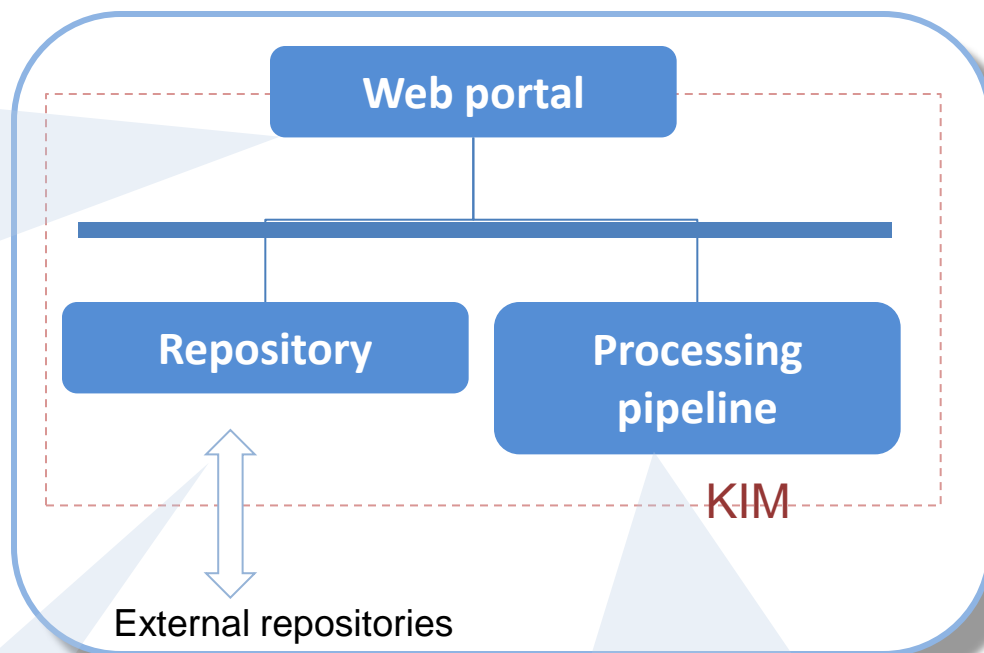 Web portal
Repository
Processing
pipeline
KIM
External repositories